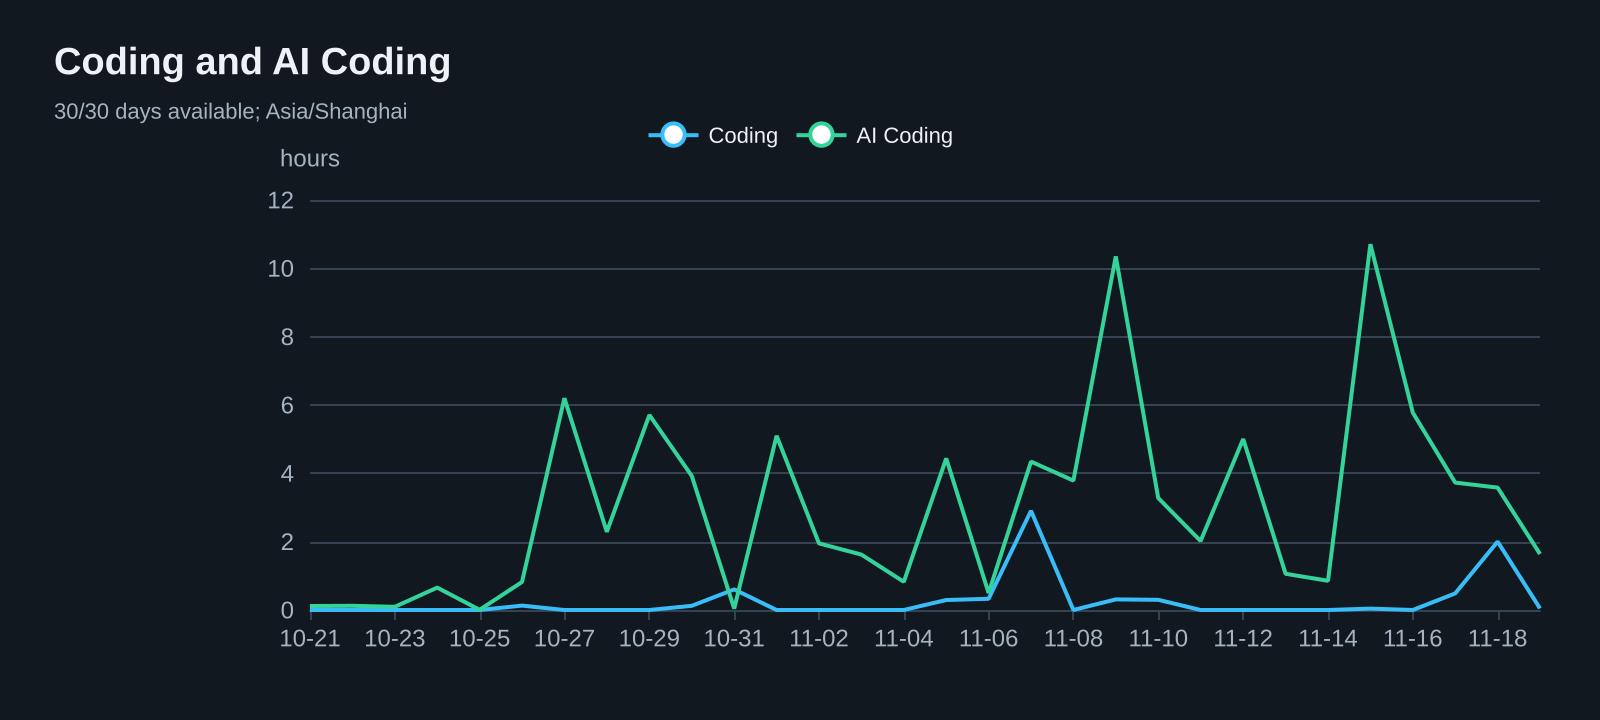 Coding and AI Coding
30/30 days available; Asia/Shanghai
Coding AI Coding
hours
12
10
8
6
4
2
0
10-21 10-23 10-25 10-27 10-29 10-31 11-02 11-04 11-06 11-08 11-10 11-12 11-14 11-16 11-18